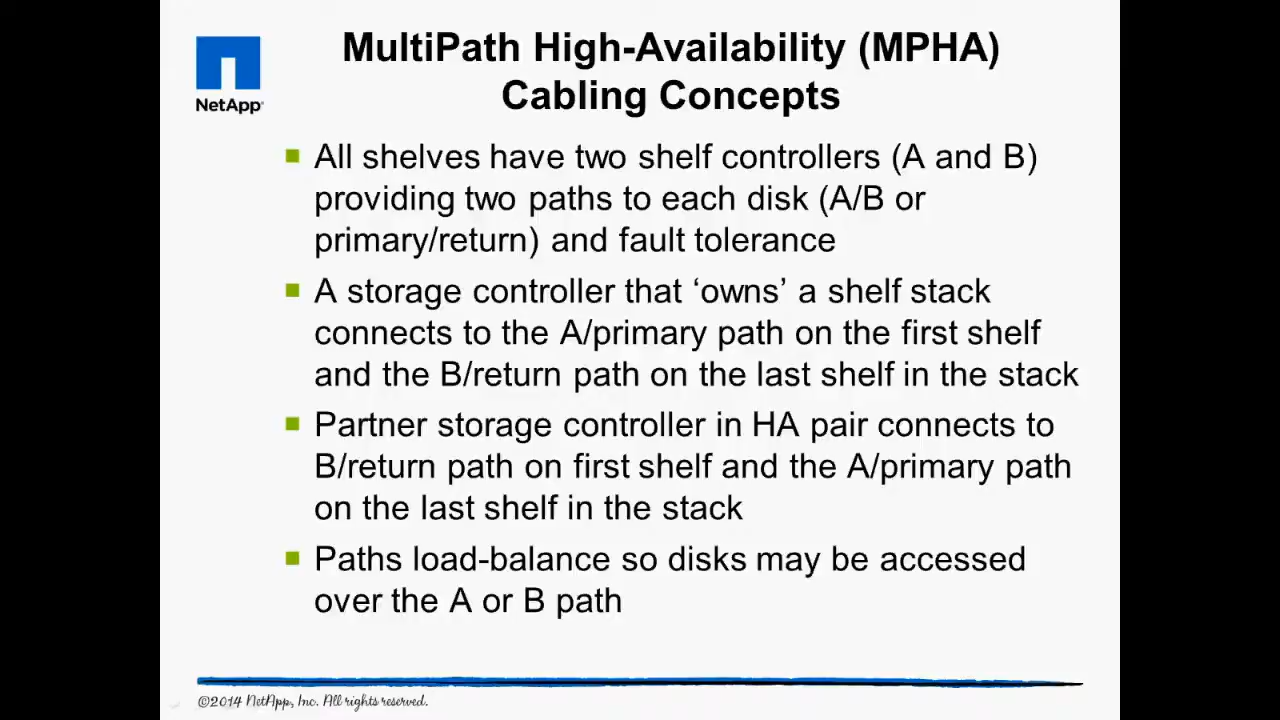 MultiPath High-Availability (MPHA)
Cabling Concepts
NetApp®
All shelves have two shelf controllers (A and B)
providing two paths to each disk (A/B or
primary/return) and fault tolerance
A storage controller that ‘owns’ a shelf stack
connects to the A/primary path on the first shelf
and the B/return path on the last shelf in the stack
Partner storage controller in HA pair connects to
B/return path on first shelf and the A/primary path
on the last shelf in the stack
Paths load-balance so disks may be accessed
over the A or B path
©2014 NetApp, Inc. All rights reserved.